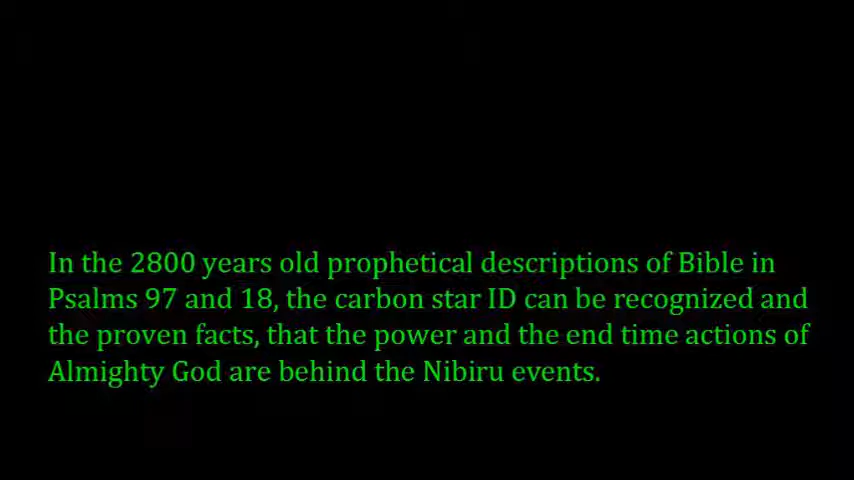 In the 2800 years old prophetical descriptions of Bible in
Psalms 97 and 18, the carbon star ID can be recognized and
the proven facts, that the power and the end time actions of
Almighty God are behind the Nibiru events.